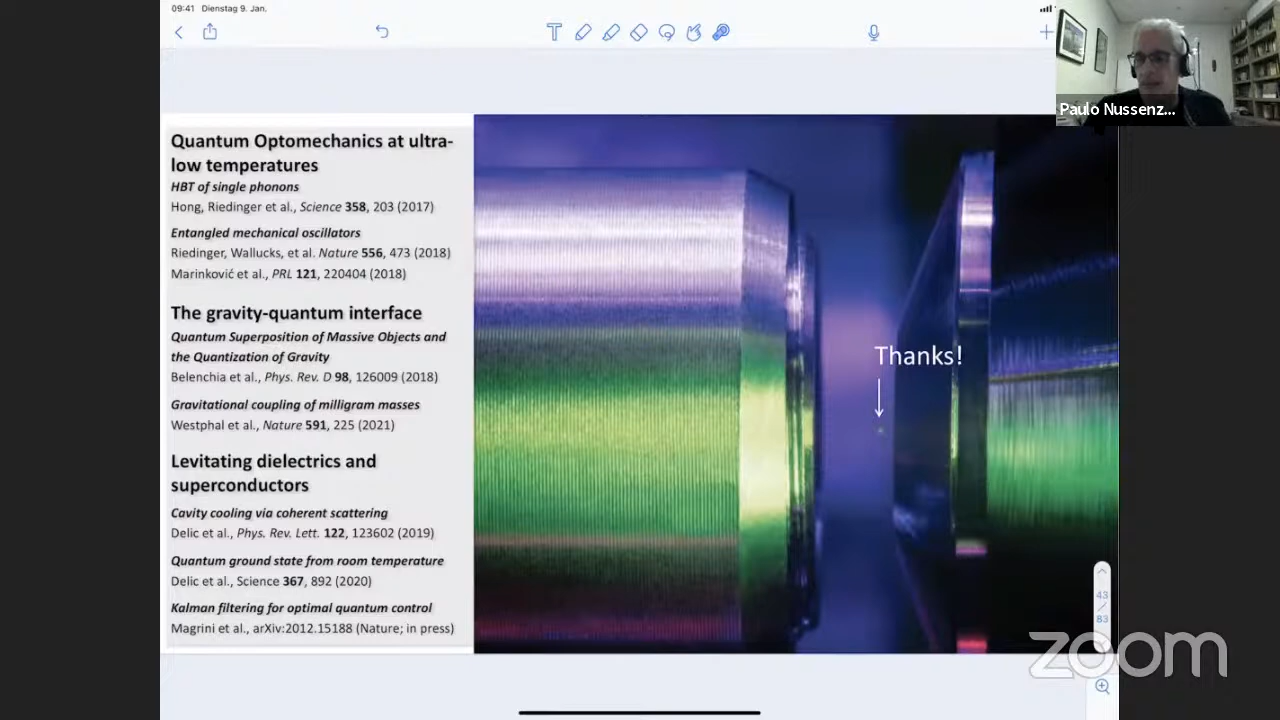 09:41 Dienstag 9. Jan.
Paulo Nussenz...
Quantum Optomechanics at ultra-
low temperatures
HBT of single phonons
Hong, Riedinger et al., Science 358, 203 (2017)
Entangled mechanical oscillators
Riedinger, Wallucks, et al. Nature 556, 473 (2018)
Marinković et al., PRL 121, 220404 (2018)
The gravity-quantum interface
Quantum Superposition of Massive Objects and
the Quantization of Gravity
Belenchia et al., Phys. Rev. D 98, 126009 (2018)
Gravitational coupling of milligram masses
Westphal et al., Nature 591, 225 (2021)
Levitating dielectrics and
superconductors
Cavity cooling via coherent scattering
Delic et al., Phys. Rev. Lett. 122, 123602 (2019)
Quantum ground state from room temperature
Delic et al., Science 367, 892 (2020)
Kalman filtering for optimal quantum control
Magrini et al., arXiv:2012.15188 (Nature; in press)
Thanks!
43
/
83
zoom